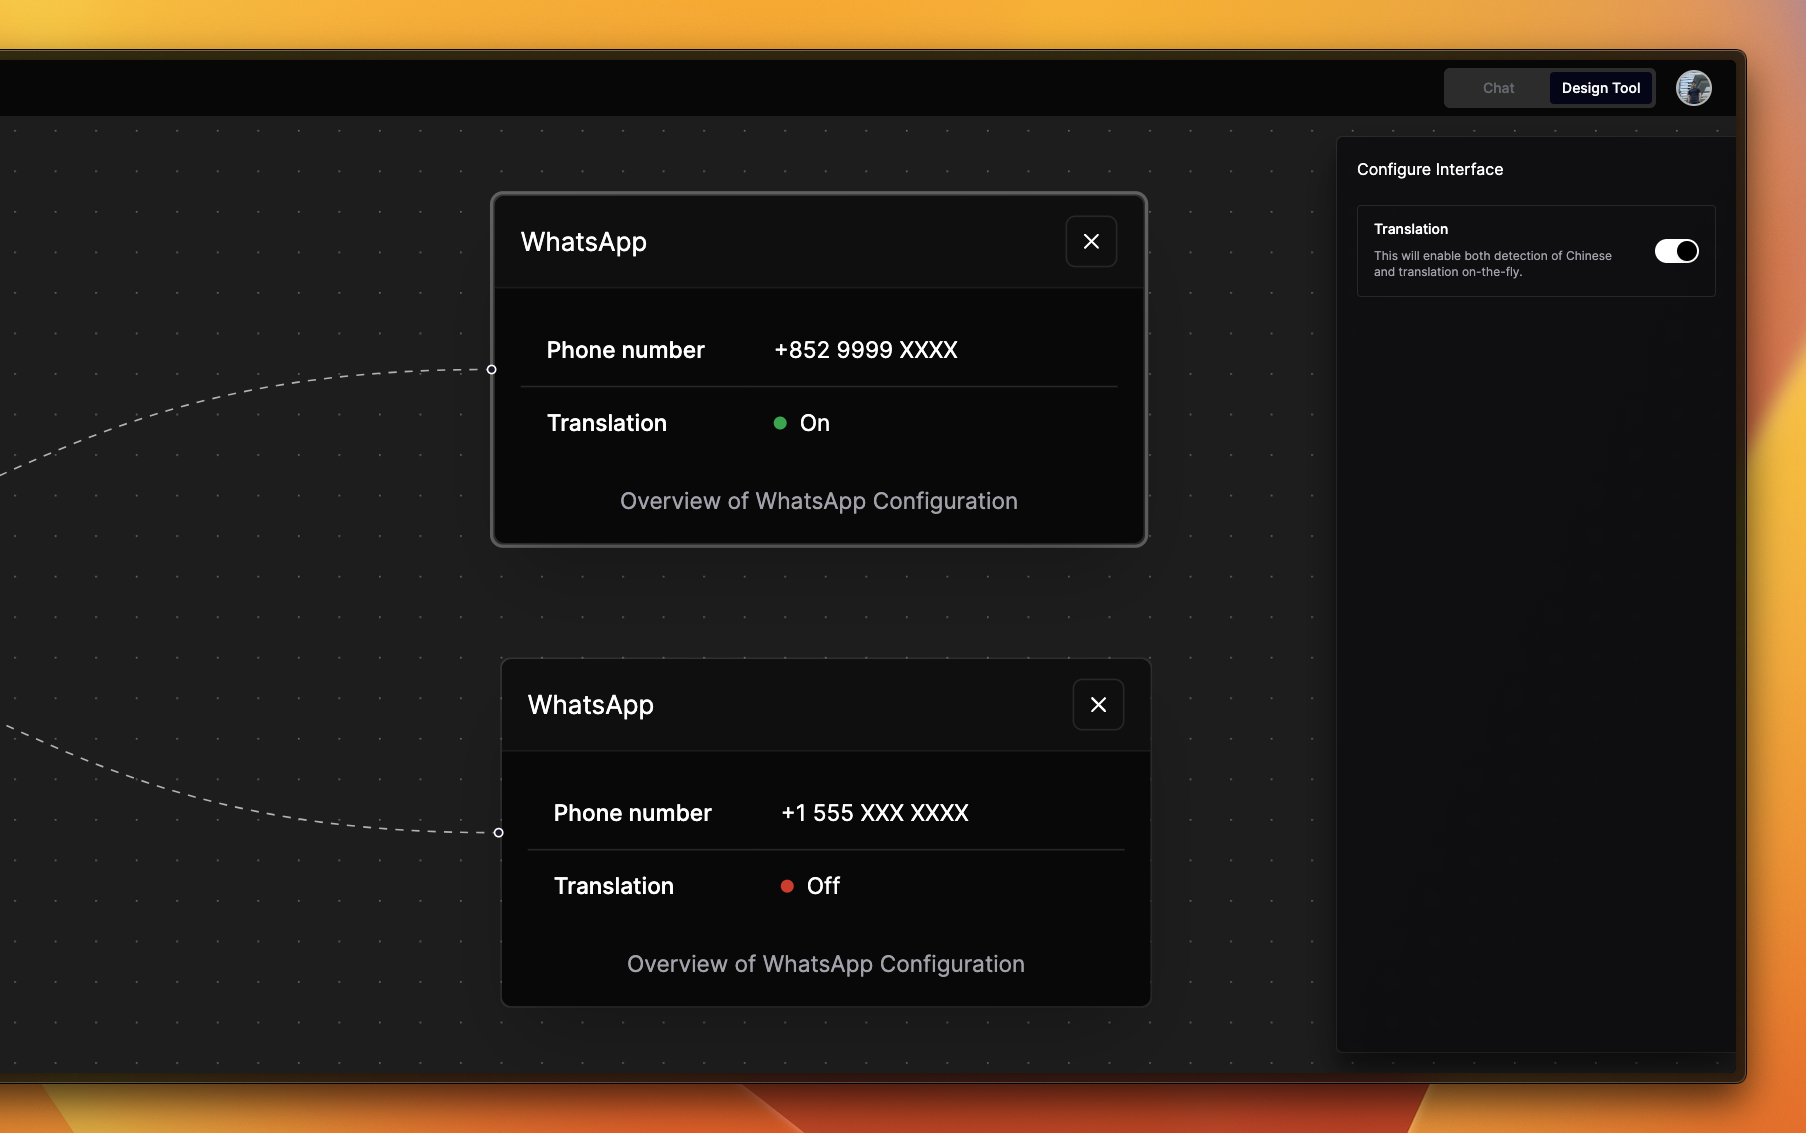 Chat
Design Tool
Configure Interface
Translation
This will enable both detection of Chinese
and translation on-the-fly.
WhatsApp
Phone number +852 9999 XXXX
Translation On
Overview of WhatsApp Configuration
WhatsApp
Phone number +1 555 XXX XXXX
Translation Off
Overview of WhatsApp Configuration